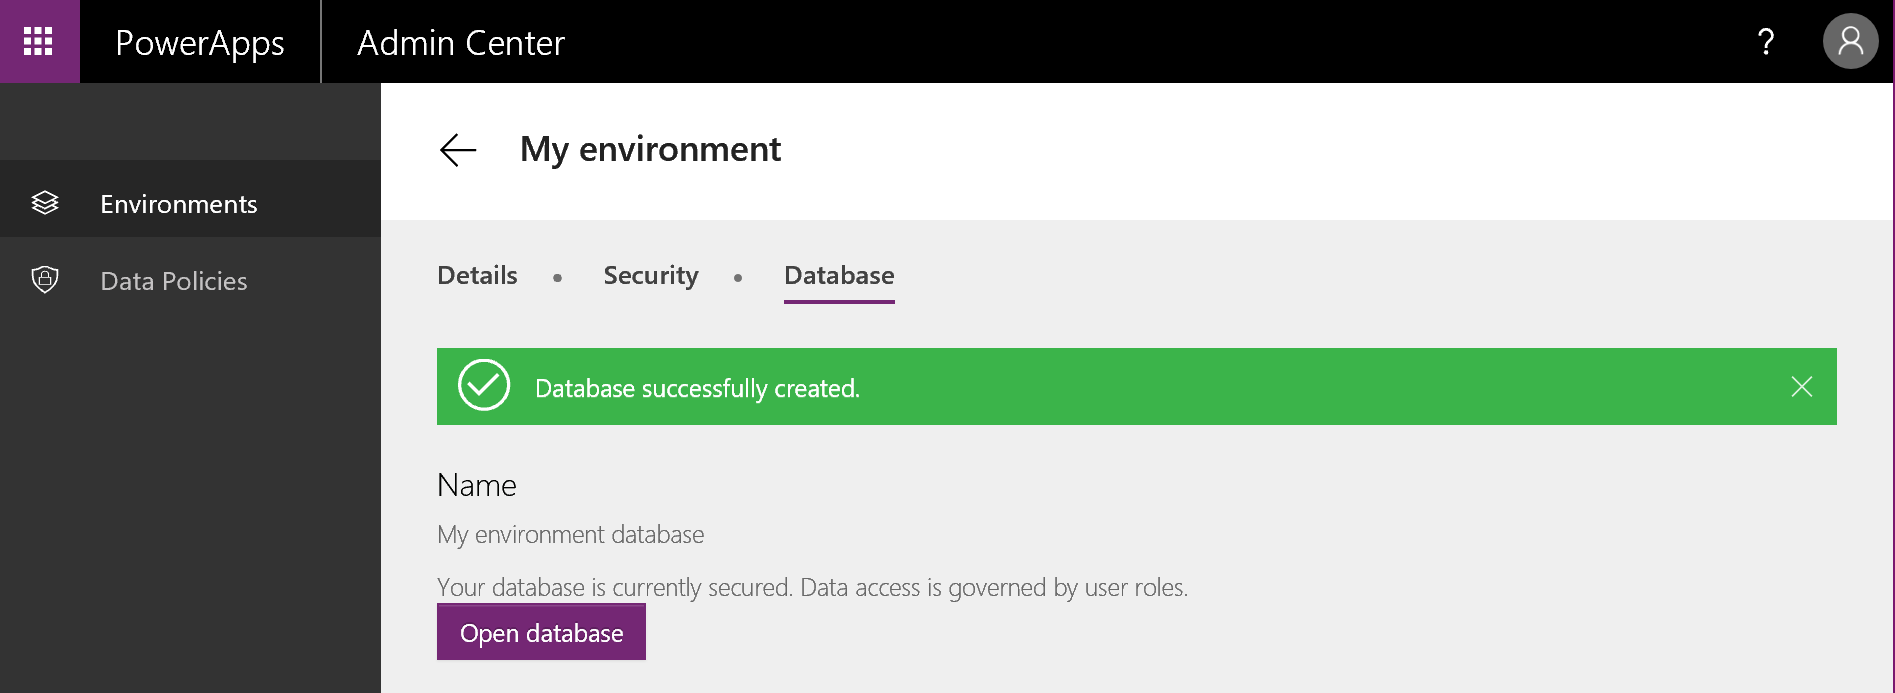 PowerApps
Admin Center
?
My environment
Environments
Data Policies
Details • Security • Database
Database successfully created.
Name
My environment database
Your database is currently secured. Data access is governed by user roles.
Open database